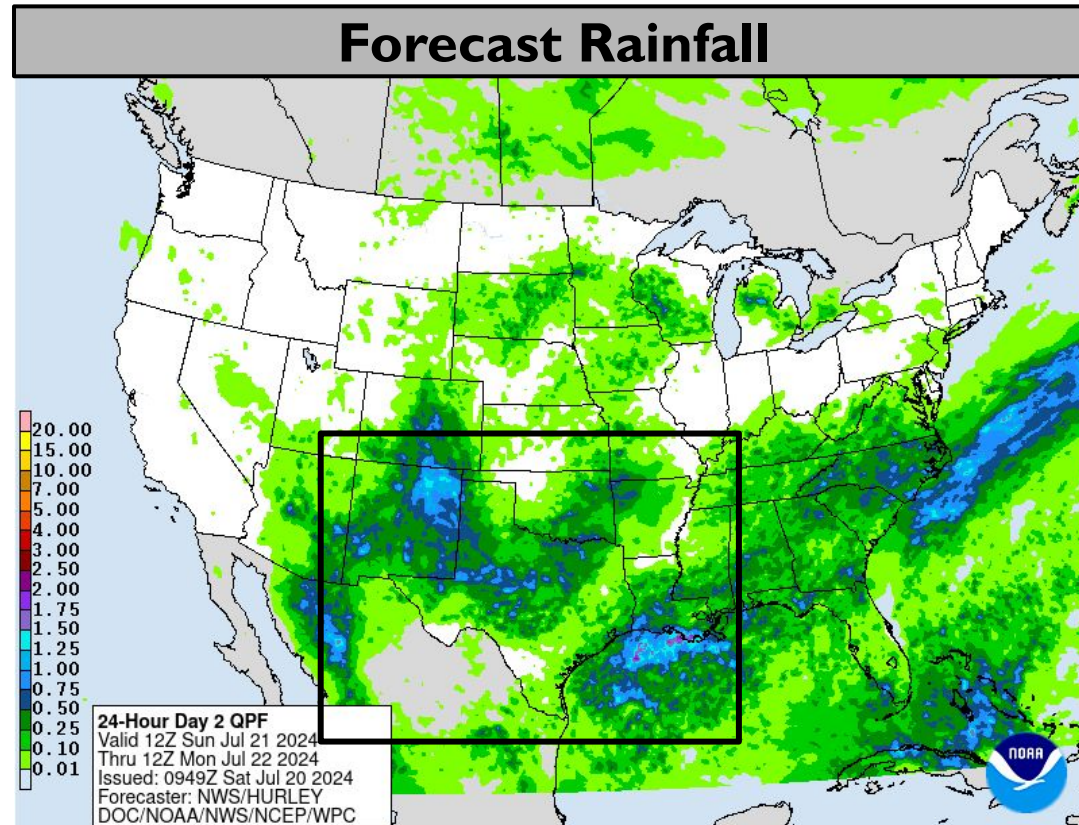 Forecast Rainfall
20.00
15.00
10.00
7.00
5.00
4.00
3.00
2.50
2.00
1.75
1.50
1.25
1.00
0.75
0.50
0.25
0.10
0.01
24-Hour Day 2 QPF
Valid 12Z Sun Jul 21 2024
Thru 12Z Mon Jul 22 2024
Issued: 0949Z Sat Jul 20 2024
Forecaster: NWS/HURLEY
DOC/NOAA/NWS/NCEP/WPC
NOAA